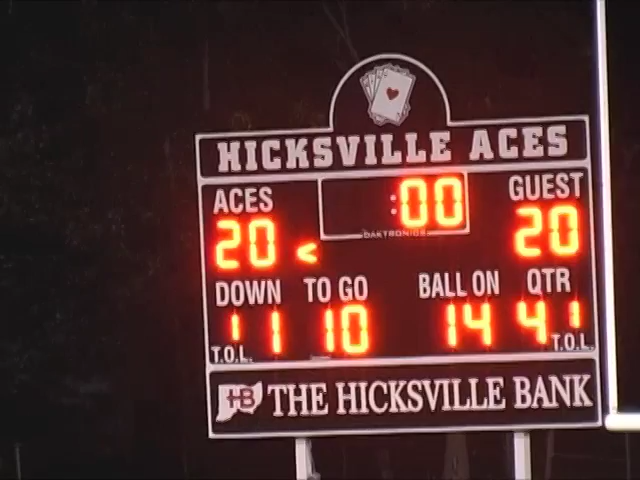 HICKSVILLE ACES
ACES :00 GUEST
DAKTRONICS
20 < 20
DOWN TO GO BALL ON QTR
1 1 10 14 4 1
T.O.L. T.O.L.
HB THE HICKSVILLE BANK